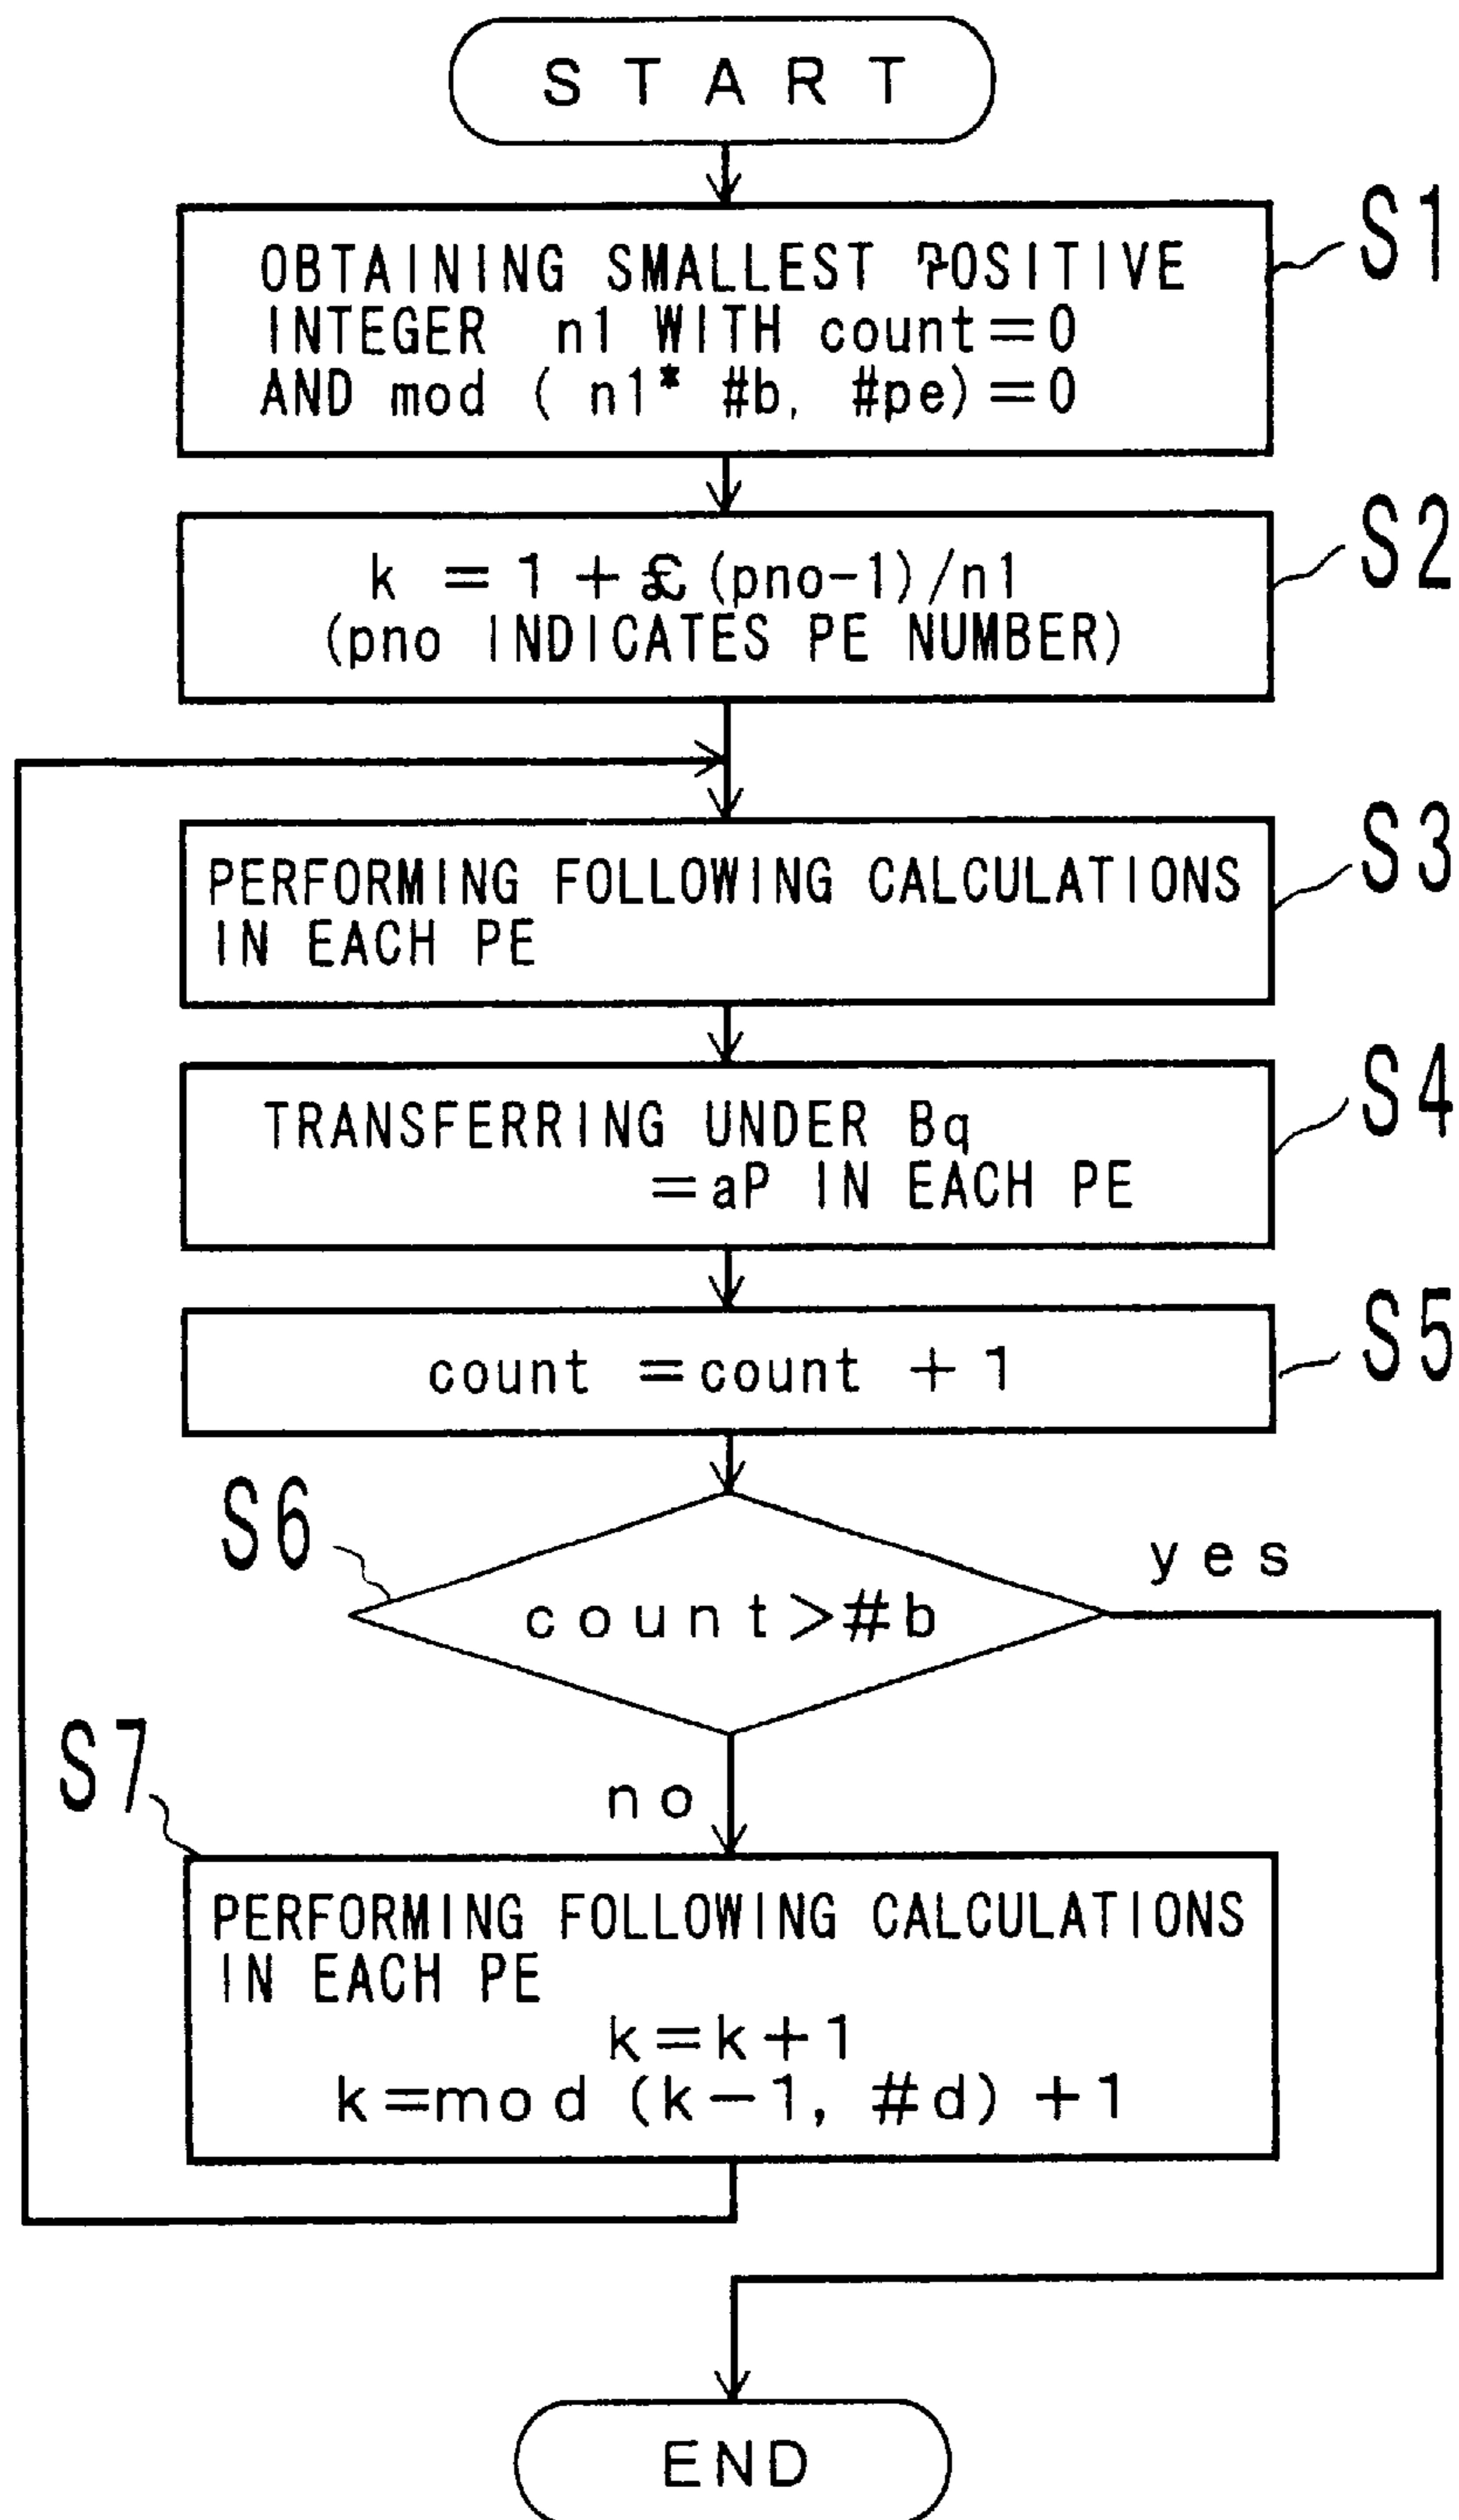 START
S1
OBTAINING SMALLEST POSITIVE
INTEGER n1 WITH count=0
AND mod ( n1* #b, #pe)=0
S2
k = 1 + £ (pno-1)/n1
(pno INDICATES PE NUMBER)
S3
PERFORMING FOLLOWING CALCULATIONS
IN EACH PE
S4
TRANSFERRING UNDER Bq
=aP IN EACH PE
S5
count =count + 1
S6
count>#b
yes
no
S7
PERFORMING FOLLOWING CALCULATIONS
IN EACH PE
k=k+1
k=mod (k-1, #d) +1
END